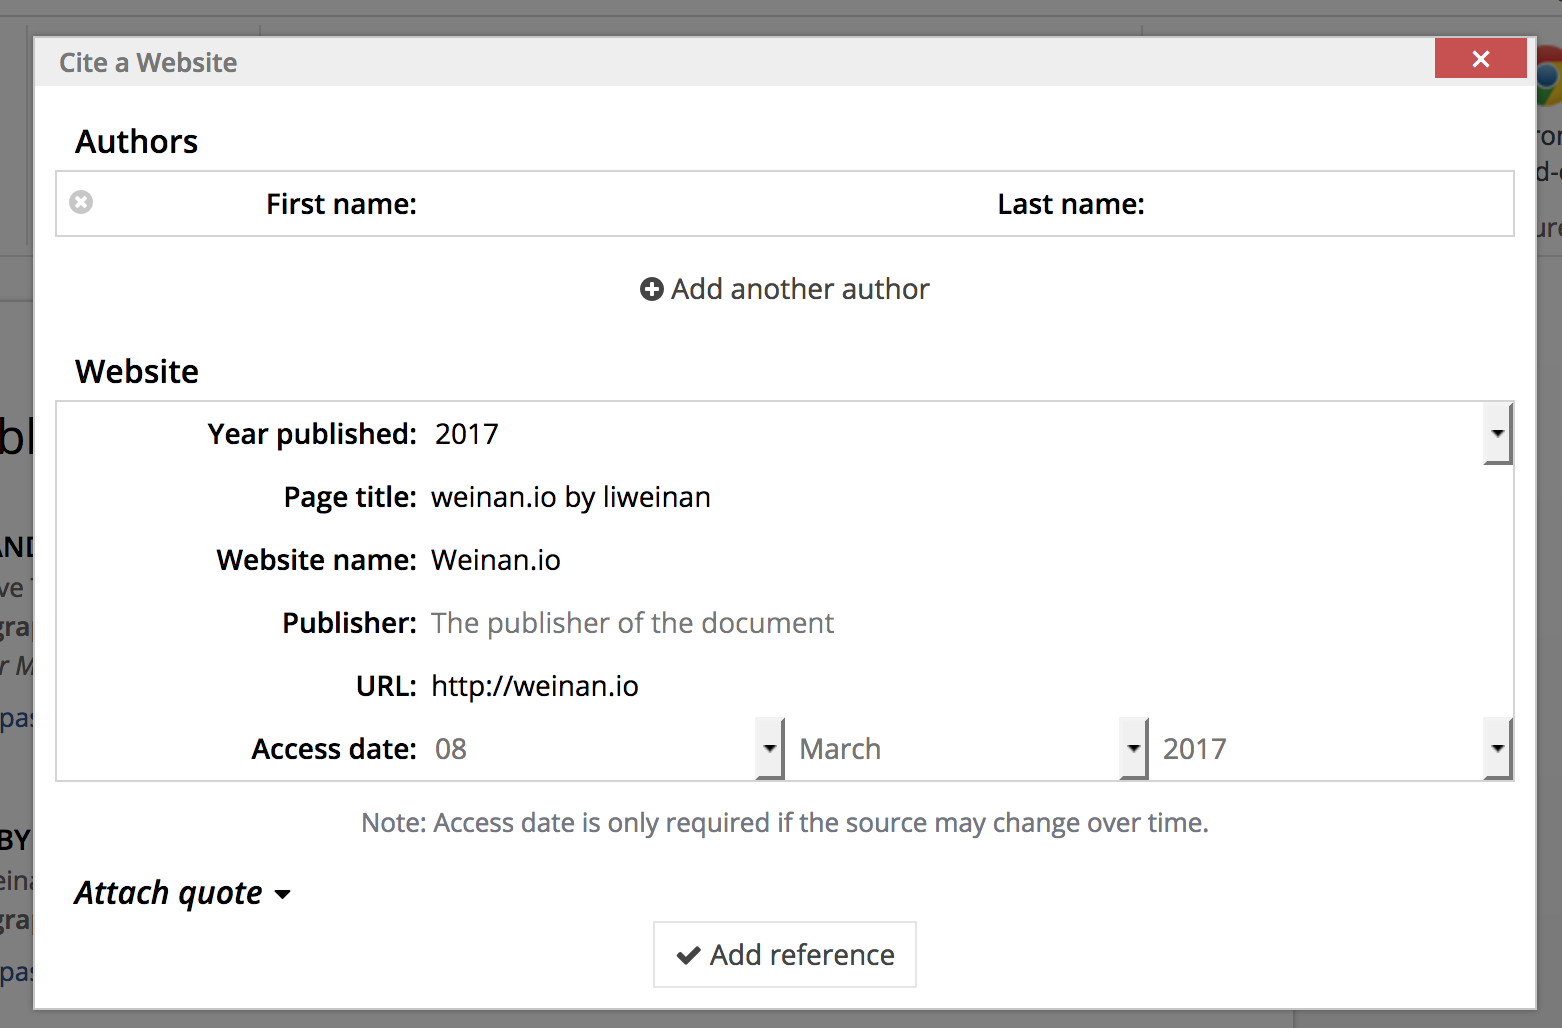 Cite a Website
Authors
First name: Last name:
Add another author
Website
Year published: 2017
Page title: weinan.io by liweinan
Website name: Weinan.io
Publisher: The publisher of the document
URL: http://weinan.io
Access date: 08 March 2017
Note: Access date is only required if the source may change over time.
Attach quote
Add reference